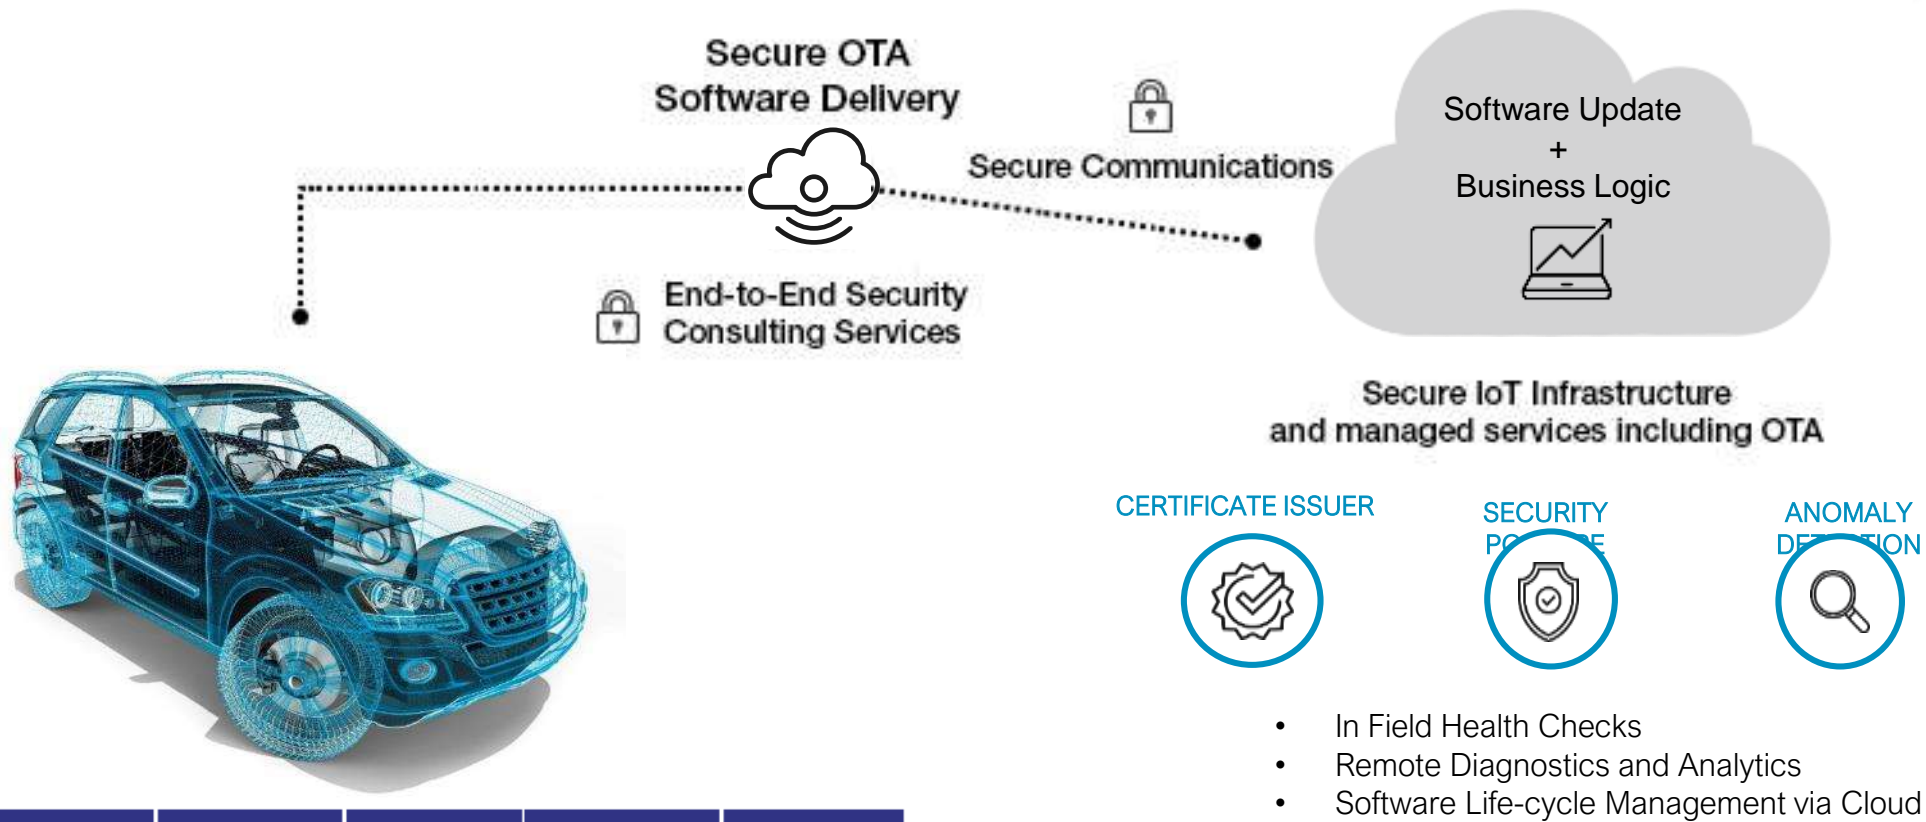 Secure OTA
Software Delivery
Secure Communications
Software Update
+
Business Logic
End-to-End Security
Consulting Services
Secure IoT Infrastructure
and managed services including OTA
CERTIFICATE ISSUER
SECURITY
ANOMALY
• In Field Health Checks
• Remote Diagnostics and Analytics
• Software Life-cycle Management via Cloud